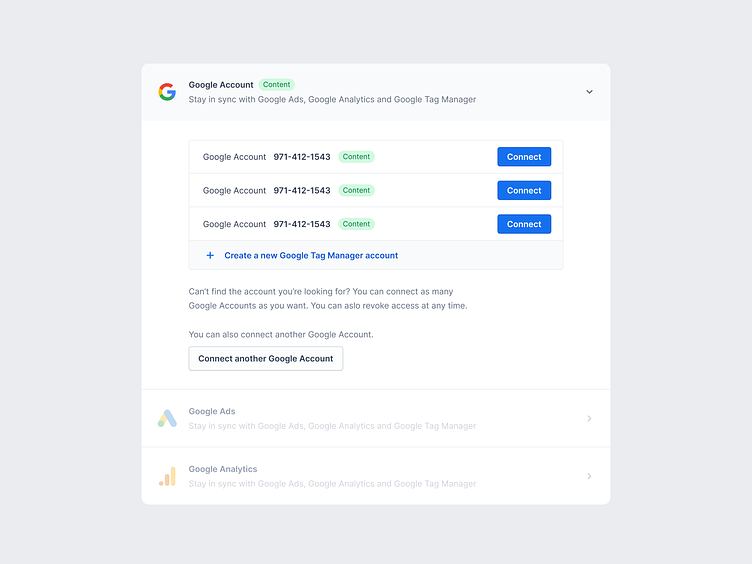 Google Account Content
Stay in sync with Google Ads, Google Analytics and Google Tag Manager
Google Account 971-412-1543 Content Connect
Google Account 971-412-1543 Content Connect
Google Account 971-412-1543 Content Connect
+ Create a new Google Tag Manager account
Can't find the account you're looking for? You can connect as many
Google Accounts as you want. You can aslo revoke access at any time.
You can also connect another Google Account.
Connect another Google Account
Google Ads
Stay in sync with Google Ads, Google Analytics and Google Tag Manager
Google Analytics
Stay in sync with Google Ads, Google Analytics and Google Tag Manager